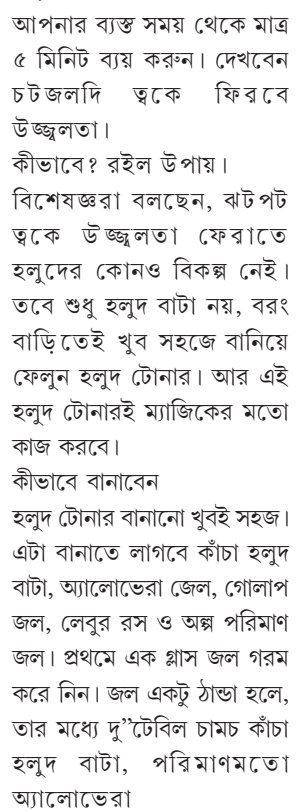 আপনার ব্যস্ত সময় থেকে মাত্র
৫ মিনিট ব্যয় করুন। দেখবেন
চটজলদি ত্বকে ফিরবে
উজ্জ্বলতা।
কীভাবে? রইল উপায়।
বিশেষজ্ঞরা বলছেন, ঝটপট
ত্বকে উজ্জ্বলতা ফেরাতে
হলুদের কোনও বিকল্প নেই।
তবে শুধু হলুদ বাটা নয়, বরং
বাড়িতেই খুব সহজে বানিয়ে
ফেলুন হলুদ টোনার। আর এই
হলুদ টোনারই ম্যাজিকের মতো
কাজ করবে।
কীভাবে বানাবেন
হলুদ টোনার বানানো খুবই সহজ।
এটা বানাতে লাগবে কাঁচা হলুদ
বাটা, অ্যালোভেরা জেল, গোলাপ
জল, লেবুর রস ও অল্প পরিমাণ
জল। প্রথমে এক গ্লাস জল গরম
করে নিন। জল একটু ঠান্ডা হলে,
তার মধ্যে দু”টেবিল চামচ কাঁচা
হলুদ বাটা, পরিমাণমতো
অ্যালোভেরা